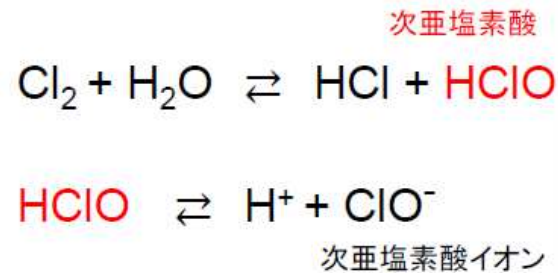 次亜塩素酸
Cl₂ + H₂O ⇄ HCl + HClO
HClO ⇄ H⁺ + ClO⁻
次亜塩素酸イオン